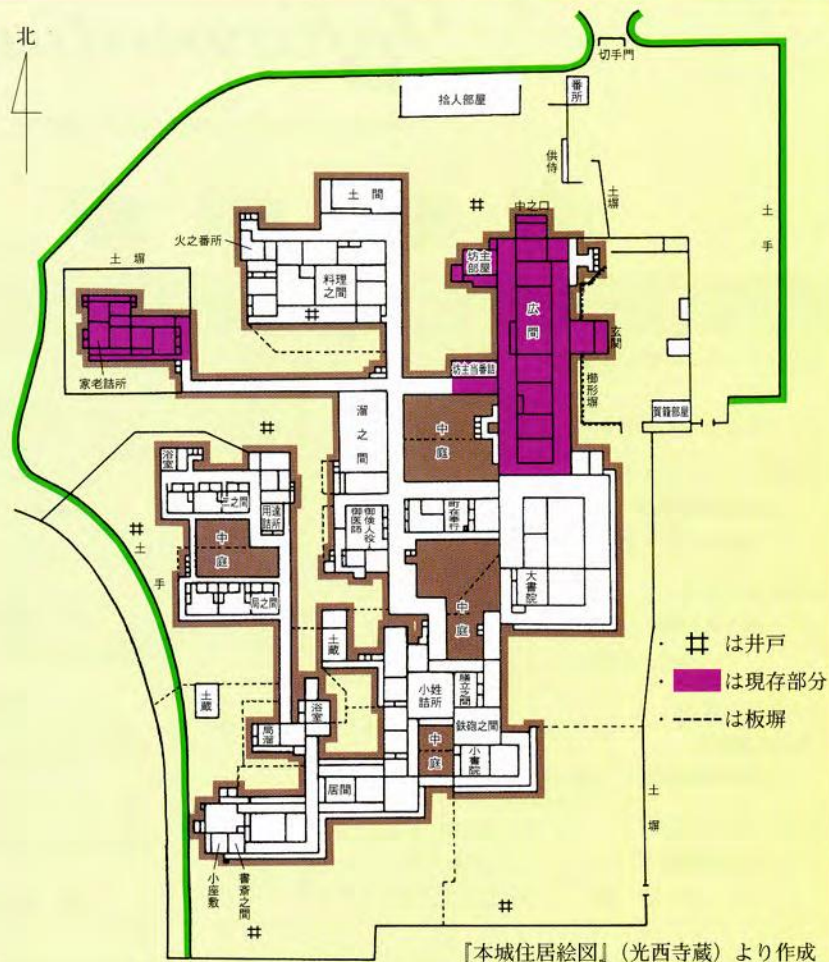 北
切手門
番所
拾人部屋
供侍
土塀
土手
中之口
土間
火之番所
料理之間
坊主部屋
広間
玄関
土塀
家老詰所
坊主当番詰
櫛形塀
駕籠部屋
溜之間
中庭
浴室
三之間
用達詰所
御倹人役人
御医師
町在奉行
大書院
中庭
土手
局之間
中庭
土蔵
土蔵
小姓詰所
膳立之間
鉄砲之間
浴室
局溜
中庭
小書院
居間
小座敷
書斎之間
土塀
・井は井戸
・は現存部分
・は板塀
『本城住居絵図』(光西寺蔵)より作成